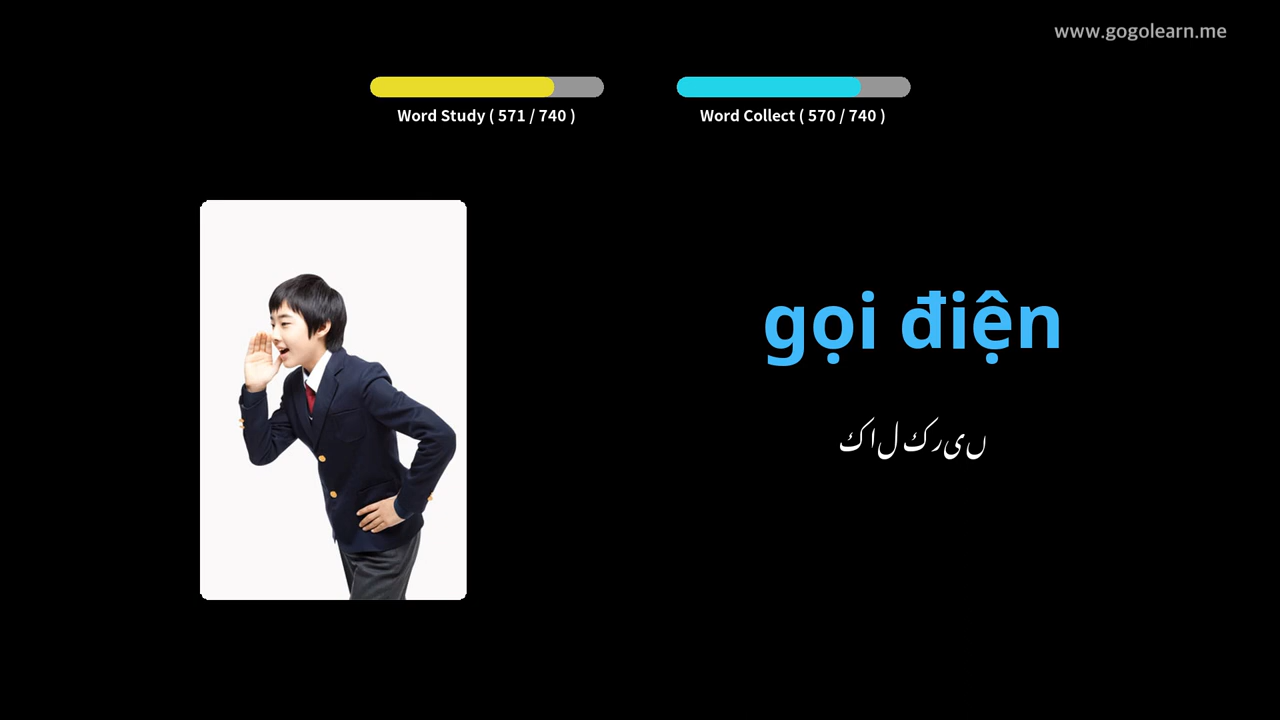 www.gogolearn.me
Word Study ( 571 / 740 )
Word Collect ( 570 / 740 )
gọi điện
کال کریں